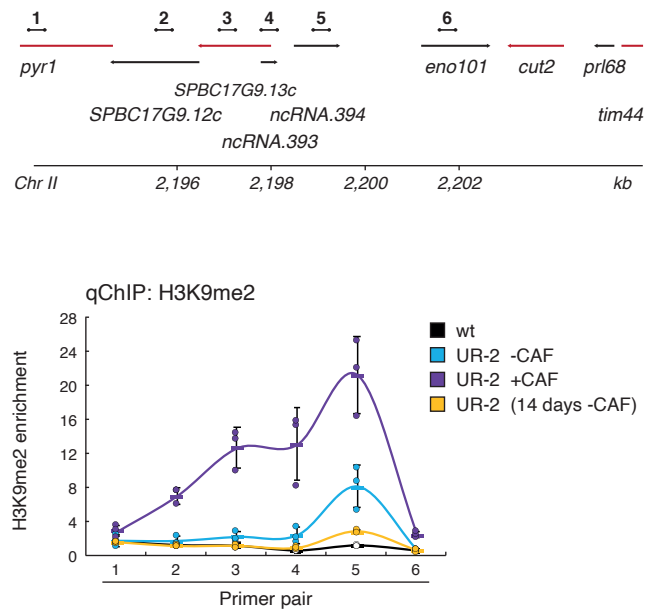 1 2 3 4 5 6
pyr1 eno101 cut2 prl68
SPBC17G9.13c
SPBC17G9.12c ncRNA.394 tim44
ncRNA.393
Chr II 2,196 2,198 2,200 2,202 kb
qChIP: H3K9me2
28
24
20
16
12
8
4
0
H3K9me2 enrichment
1 2 3 4 5 6
Primer pair
wt
UR-2 -CAF
UR-2 +CAF
UR-2 (14 days -CAF)